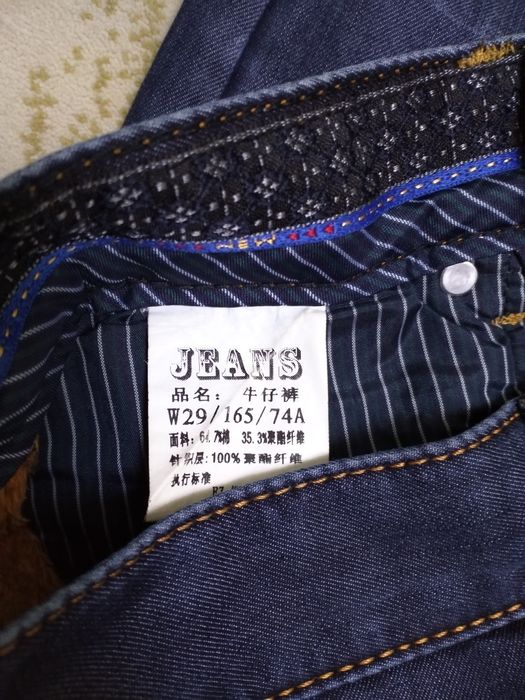 NEW
JEANS
品名: 牛仔裤
W29/165/74A
面料: 64.7%棉 35.3%聚酯纤维
针织层: 100%聚酯纤维
执行标准